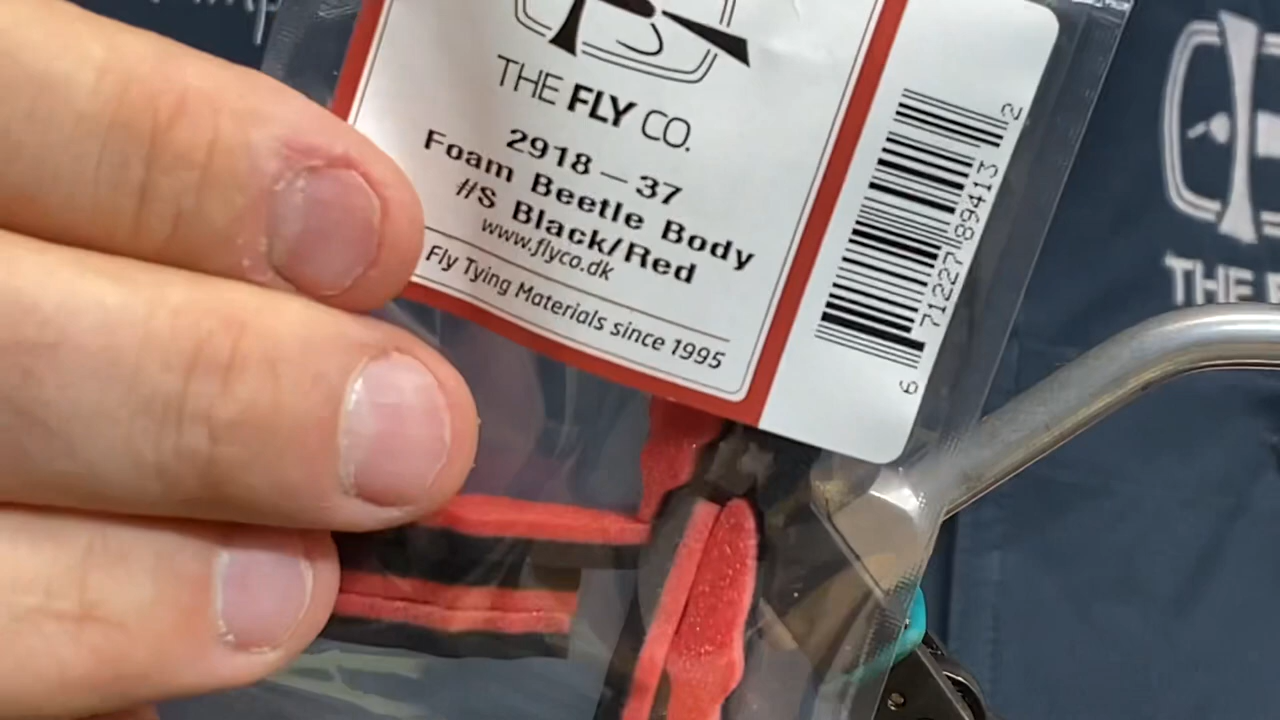 THE FLY CO.
2918-37
Foam Beetle Body
#S Black/Red
www.flyco.dk
Fly Tying Materials since 1995
6 71227 89413 2
THE F